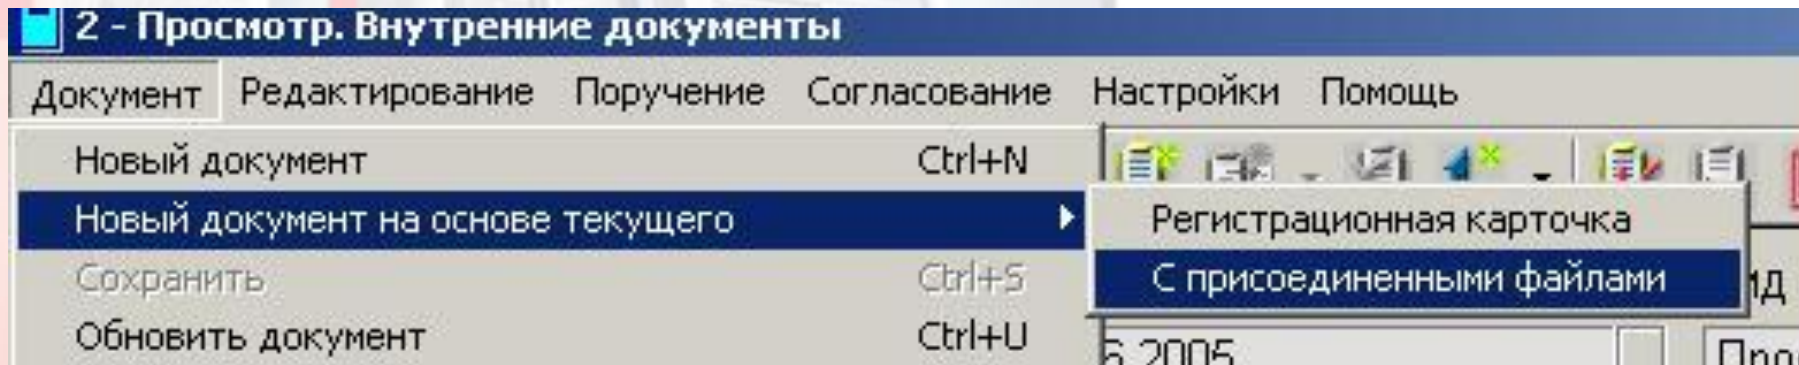 2 - Просмотр. Внутренние документы
Документ Редактирование Поручение Согласование Настройки Помощь
Новый документ Ctrl+N
Новый документ на основе текущего Регистрационная карточка
Сохранить Ctrl+S С присоединенными файлами
Обновить документ Ctrl+U
2005